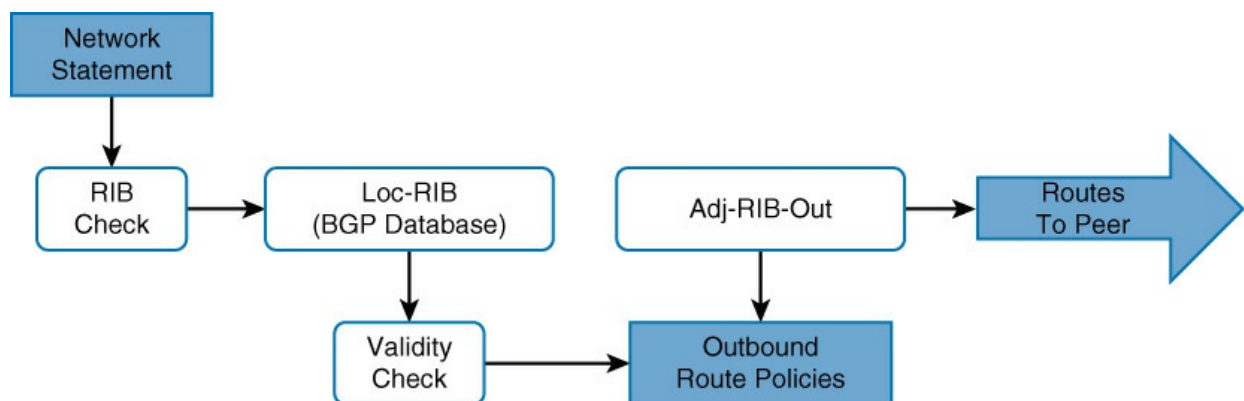 Network
Statement
RIB
Check
Loc-RIB
(BGP Database)
Adj-RIB-Out
Routes
To Peer
Validity
Check
Outbound
Route Policies